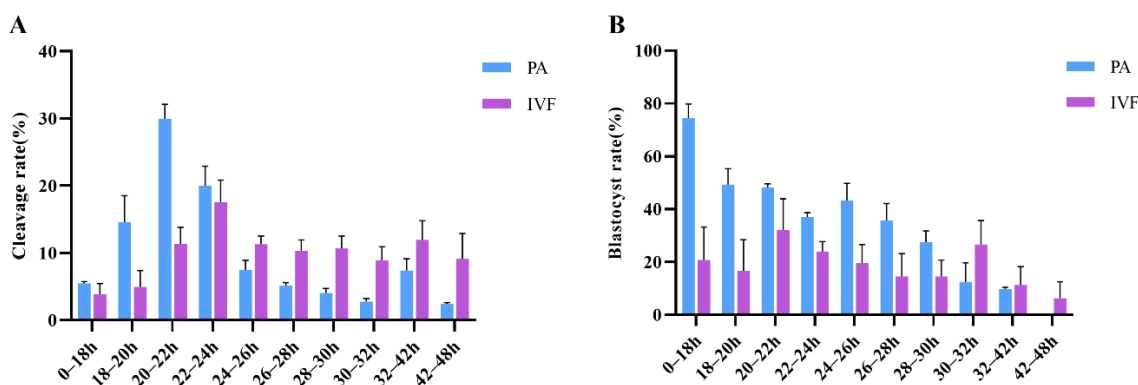 A
Cleavage rate(%)
40
30
20
10
0
0–18h
18–20h
20–22h
22–24h
24–26h
26–28h
28–30h
30–32h
32–42h
42–48h
PA
IVF
B
Blastocyst rate(%)
100
80
60
40
20
0
0–18h
18–20h
20–22h
22–24h
24–26h
26–28h
28–30h
30–32h
32–42h
42–48h
PA
IVF